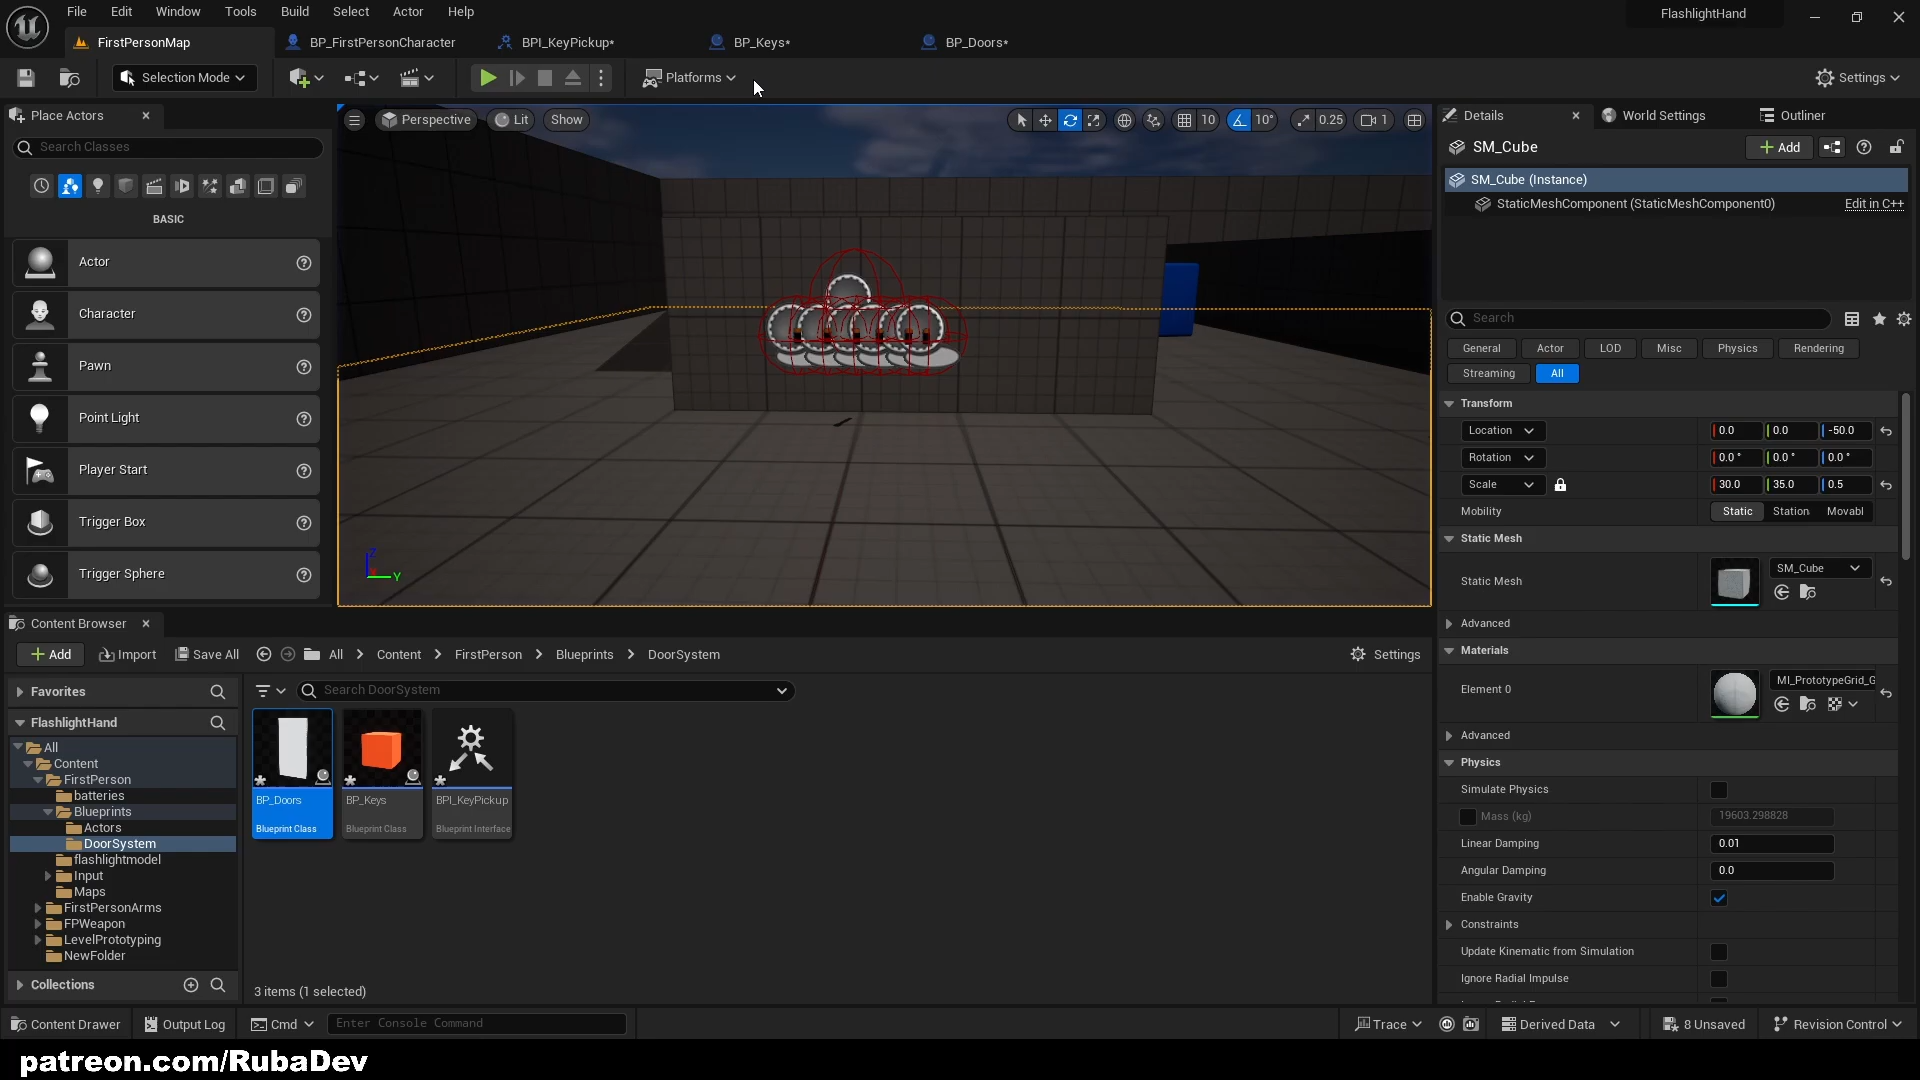 File Edit Window Tools Build Select Actor Help
FlashlightHand
FirstPersonMap
BP_FirstPersonCharacter
BPI_KeyPickup*
BP_Keys*
BP_Doors*
Selection Mode
Platforms
Settings
Place Actors
Search Classes
BASIC
Actor
Character
Pawn
Point Light
Player Start
Trigger Box
Trigger Sphere
Perspective
Lit
Show
10
10°
0.25
1
Z
Y
Details
World Settings
Outliner
SM_Cube
Add
SM_Cube (Instance)
StaticMeshComponent (StaticMeshComponent0)
Edit in C++
Search
General Actor LOD Misc Physics Rendering
Streaming All
Transform
Location 0.0 0.0 -50.0
Rotation 0.0 ° 0.0 ° 0.0 °
Scale 30.0 35.0 0.5
Mobility Static Station Movabl
Static Mesh
Static Mesh SM_Cube
Advanced
Materials
Element 0 MI_PrototypeGrid_G
Advanced
Physics
Simulate Physics
Mass (kg) 19603.298828
Linear Damping 0.01
Angular Damping 0.0
Enable Gravity
Constraints
Update Kinematic from Simulation
Ignore Radial Impulse
Content Browser
Add Import Save All All > Content > FirstPerson > Blueprints > DoorSystem Settings
Favorites
Search DoorSystem
FlashlightHand
All
Content
FirstPerson
batteries
Blueprints
Actors
DoorSystem
flashlightmodel
Input
Maps
FirstPersonArms
FPWeapon
LevelPrototyping
NewFolder
Collections
BP_Doors
Blueprint Class
BP_Keys
Blueprint Class
BPI_KeyPickup
Blueprint Interface
3 items (1 selected)
Content Drawer Output Log Cmd Enter Console Command Trace Derived Data 8 Unsaved Revision Control
patreon.com/RubaDev